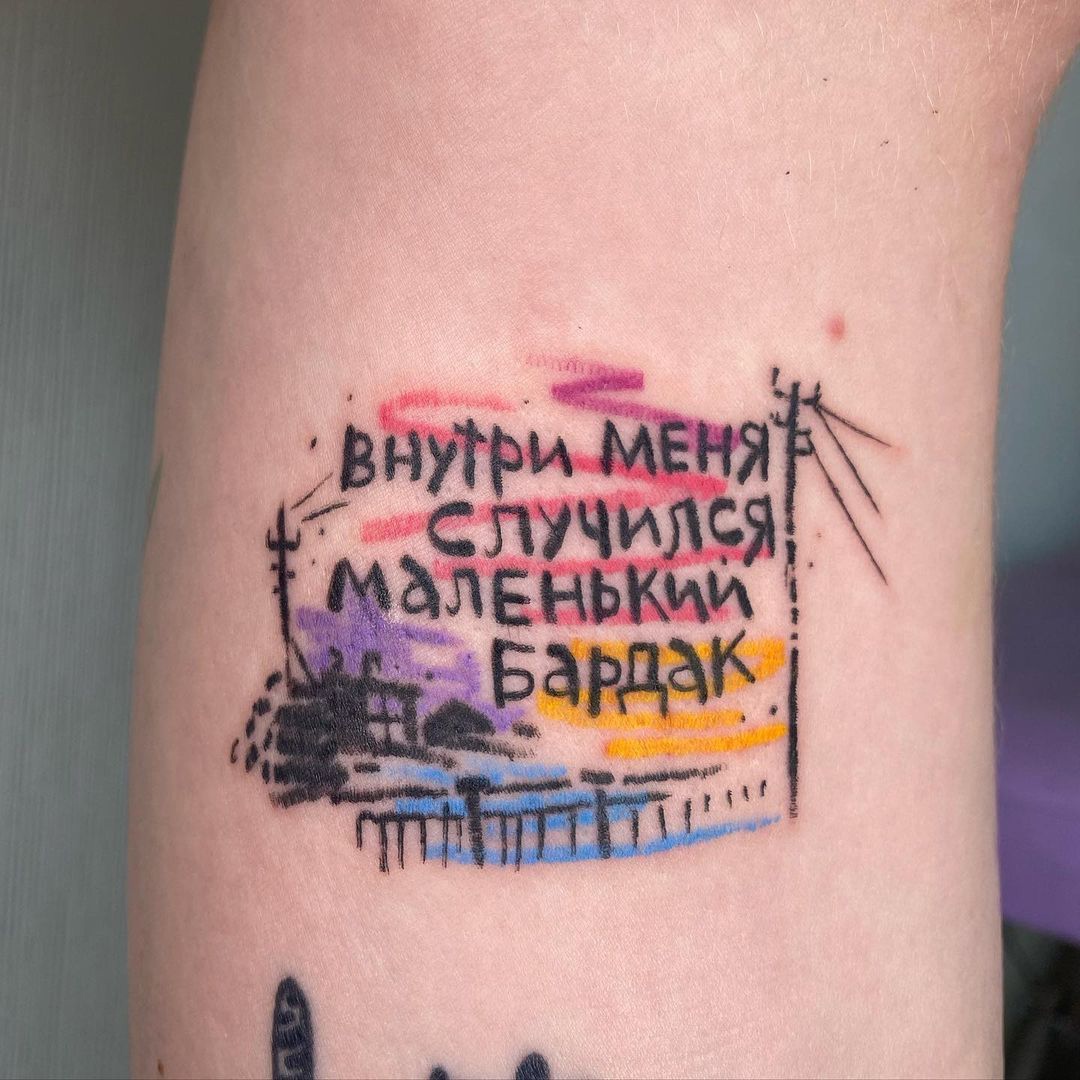 внутри меня
случился
маленький
бардак